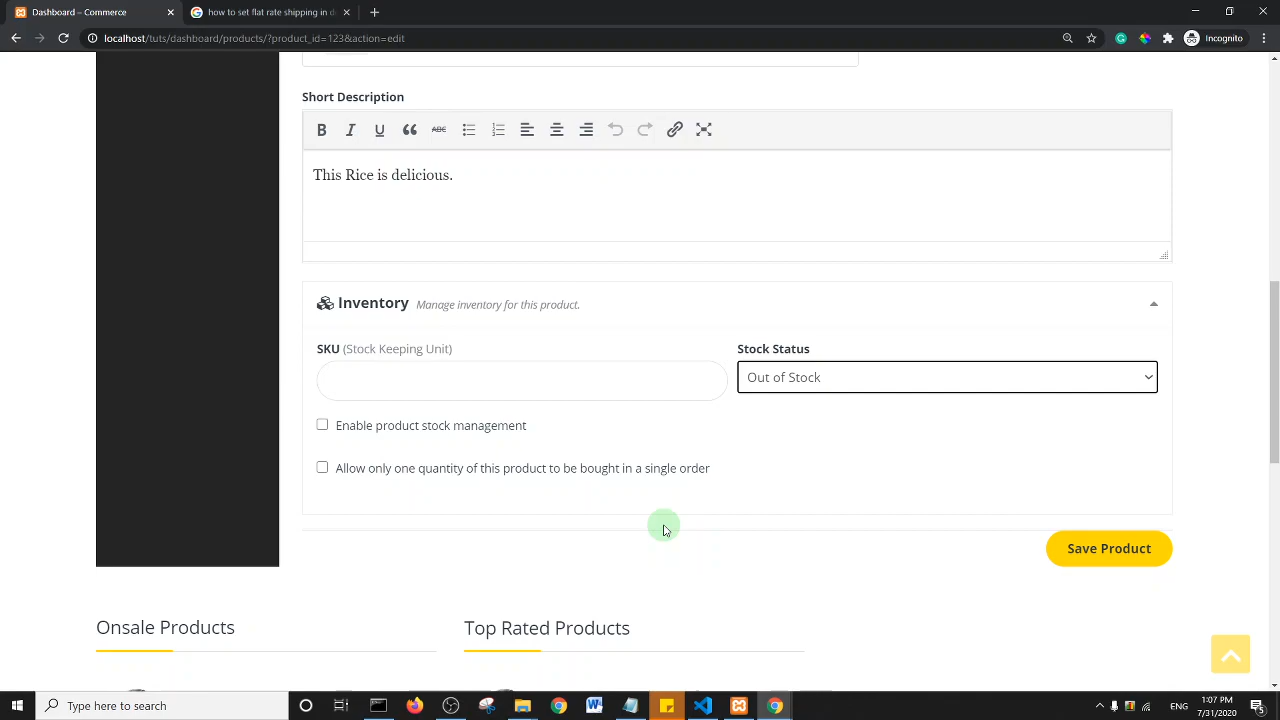 Dashboard – Commerce
how to set flat rate shipping in d
localhost/tuts/dashboard/products/?product_id=123&action=edit
Incognito
Short Description
B I U ABC
This Rice is delicious.
Inventory Manage inventory for this product.
SKU (Stock Keeping Unit)
Stock Status
Out of Stock
Enable product stock management
Allow only one quantity of this product to be bought in a single order
Save Product
Onsale Products
Top Rated Products
Type here to search
ENG
1:07 PM
7/31/2020